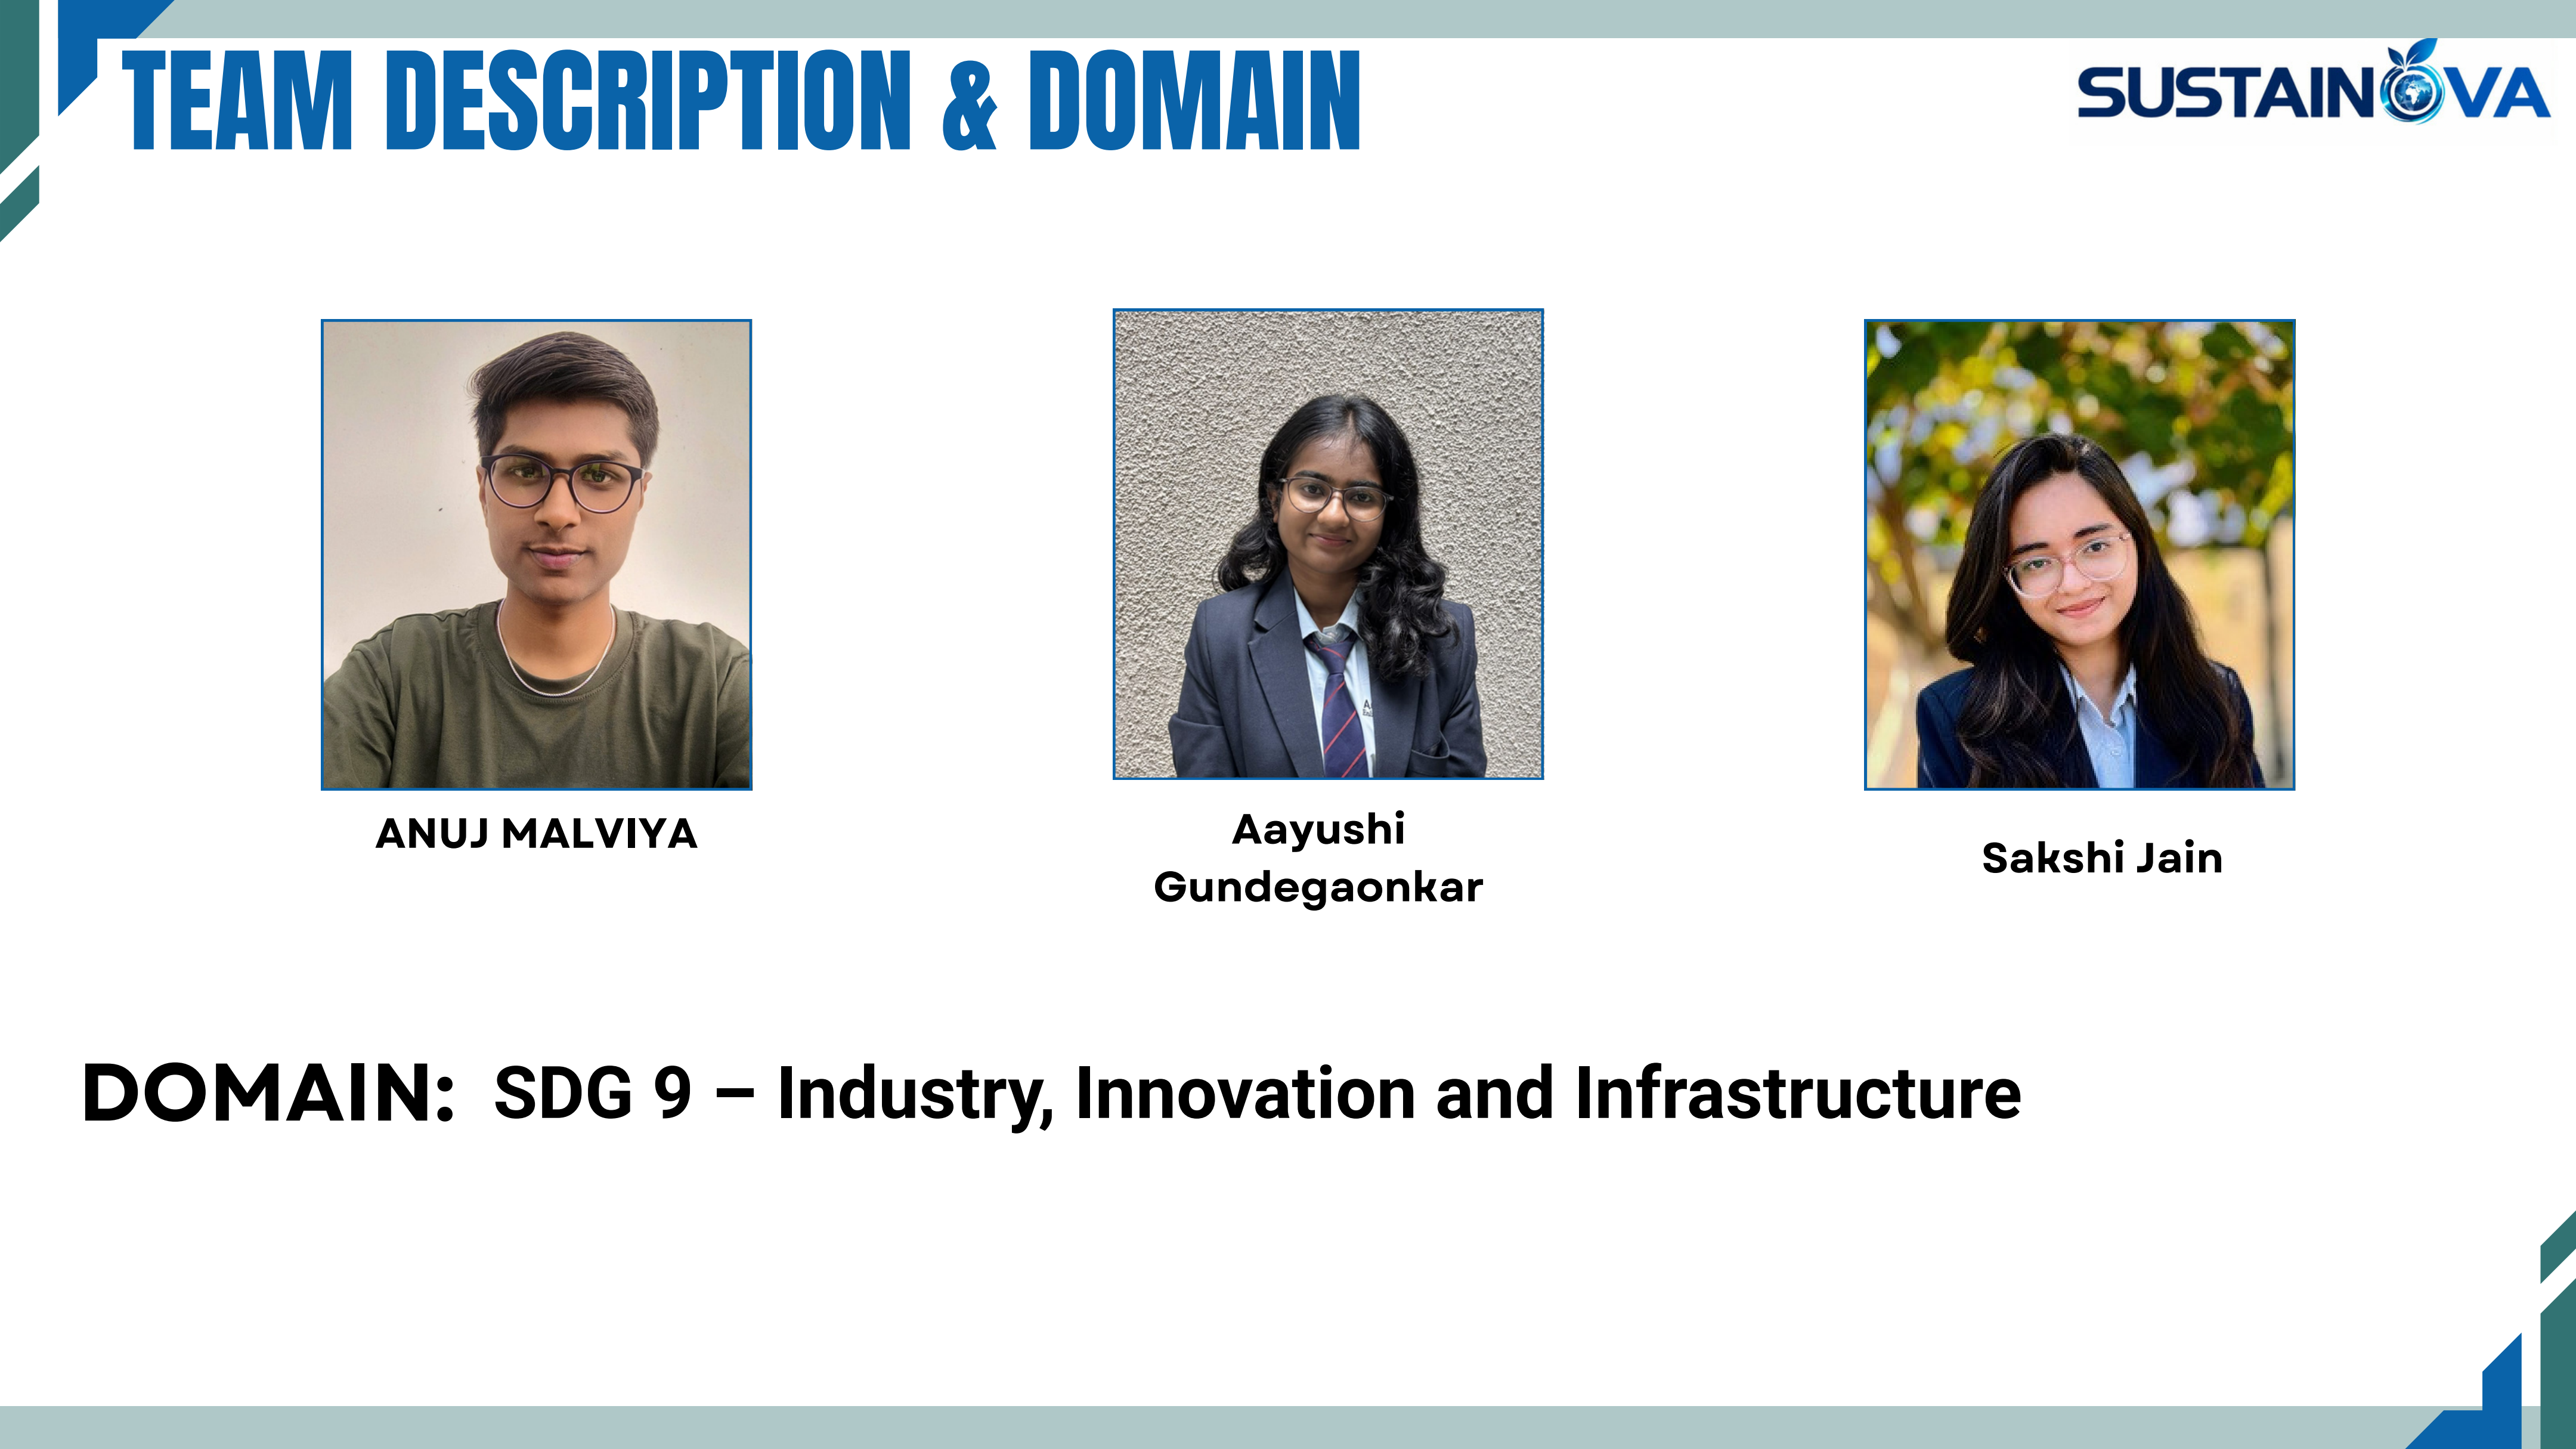 TEAM DESCRIPTION & DOMAIN
SUSTAINOVA
ANUJ MALVIYA
Aayushi
Gundegaonkar
Sakshi Jain
DOMAIN: SDG 9 – Industry, Innovation and Infrastructure